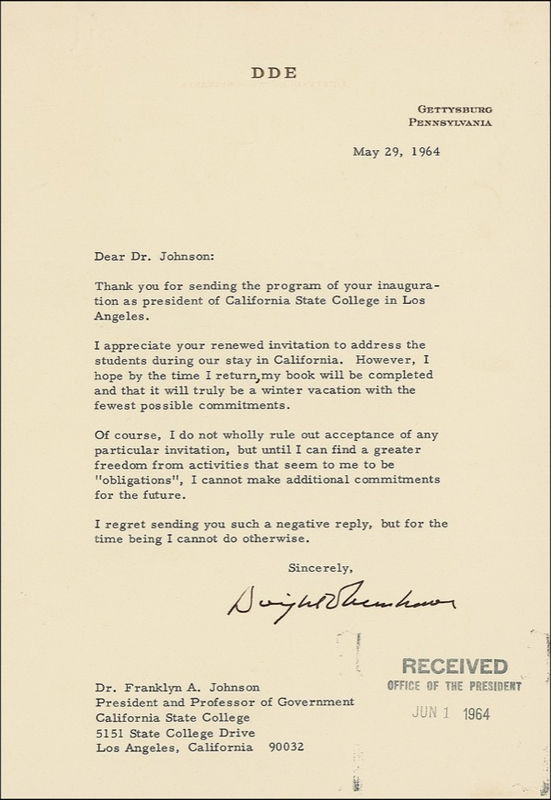 DDE
GETTYSBURG
PENNSYLVANIA
May 29, 1964
Dear Dr. Johnson:
Thank you for sending the program of your inaugura-
tion as president of California State College in Los
Angeles.
I appreciate your renewed invitation to address the
students during our stay in California. However, I
hope by the time I return, my book will be completed
and that it will truly be a winter vacation with the
fewest possible commitments.
Of course, I do not wholly rule out acceptance of any
particular invitation, but until I can find a greater
freedom from activities that seem to me to be
"obligations", I cannot make additional commitments
for the future.
I regret sending you such a negative reply, but for the
time being I cannot do otherwise.
Sincerely,
Dwight D Eisenhower
RECEIVED
OFFICE OF THE PRESIDENT
JUN 1 1964
Dr. Franklyn A. Johnson
President and Professor of Government
California State College
5151 State College Drive
Los Angeles, California 90032